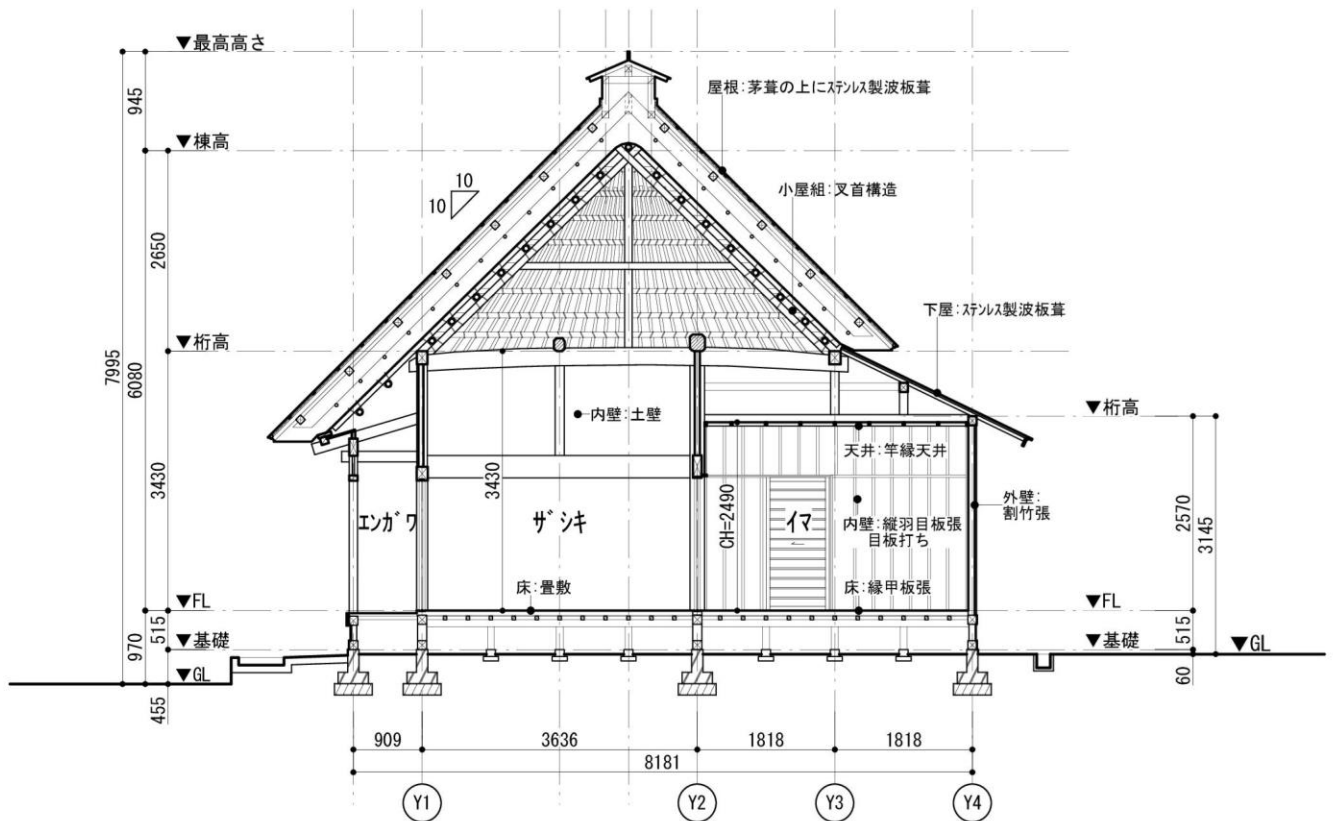 ▼最高高さ
屋根：茅葺の上にステンレス製波板葺
945
▼棟高
10
10
小屋組：叉首構造
2650
下屋：ステンレス製波板葺
▼桁高
7995
6080
▼桁高
内壁：土壁
天井：竿縁天井
3430
3430
CH=2490
外壁：
割竹張
2570
3145
エンガワ
ザシキ
イマ
内壁：縦羽目板張
目板打ち
床：畳敷
床：縁甲板張
▼FL
▼FL
970
515
515
▼基礎
▼基礎
▼GL
▼GL
455
60
909
3636
1818
1818
8181
Y1
Y2
Y3
Y4